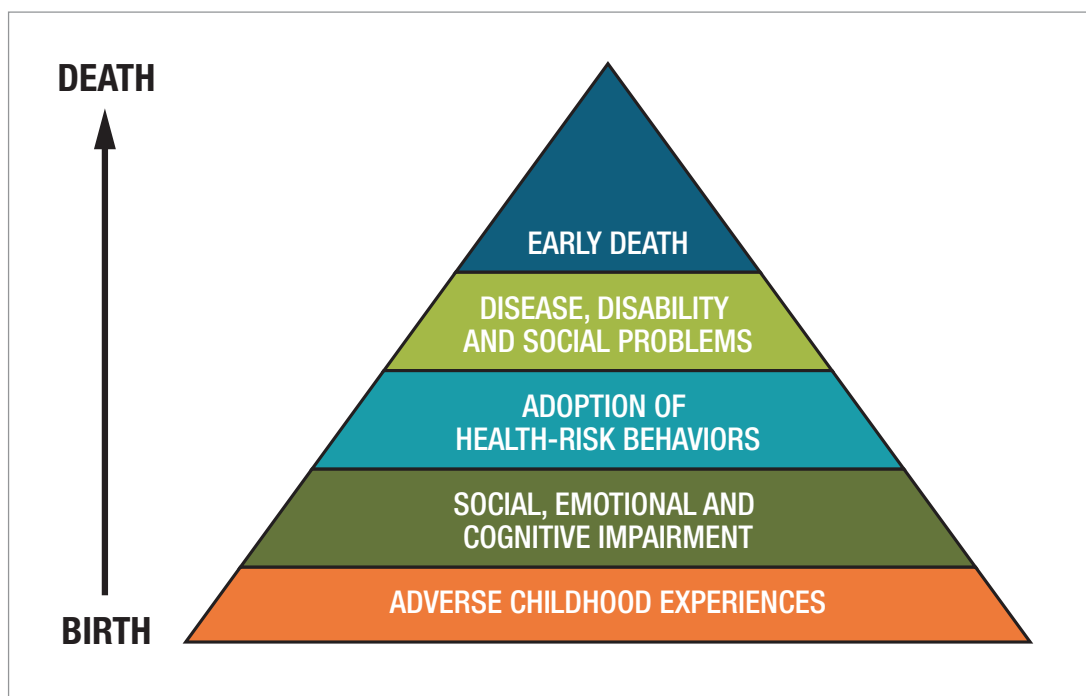 DEATH
EARLY DEATH
DISEASE, DISABILITY
AND SOCIAL PROBLEMS
ADOPTION OF
HEALTH-RISK BEHAVIORS
SOCIAL, EMOTIONAL AND
COGNITIVE IMPAIRMENT
ADVERSE CHILDHOOD EXPERIENCES
BIRTH